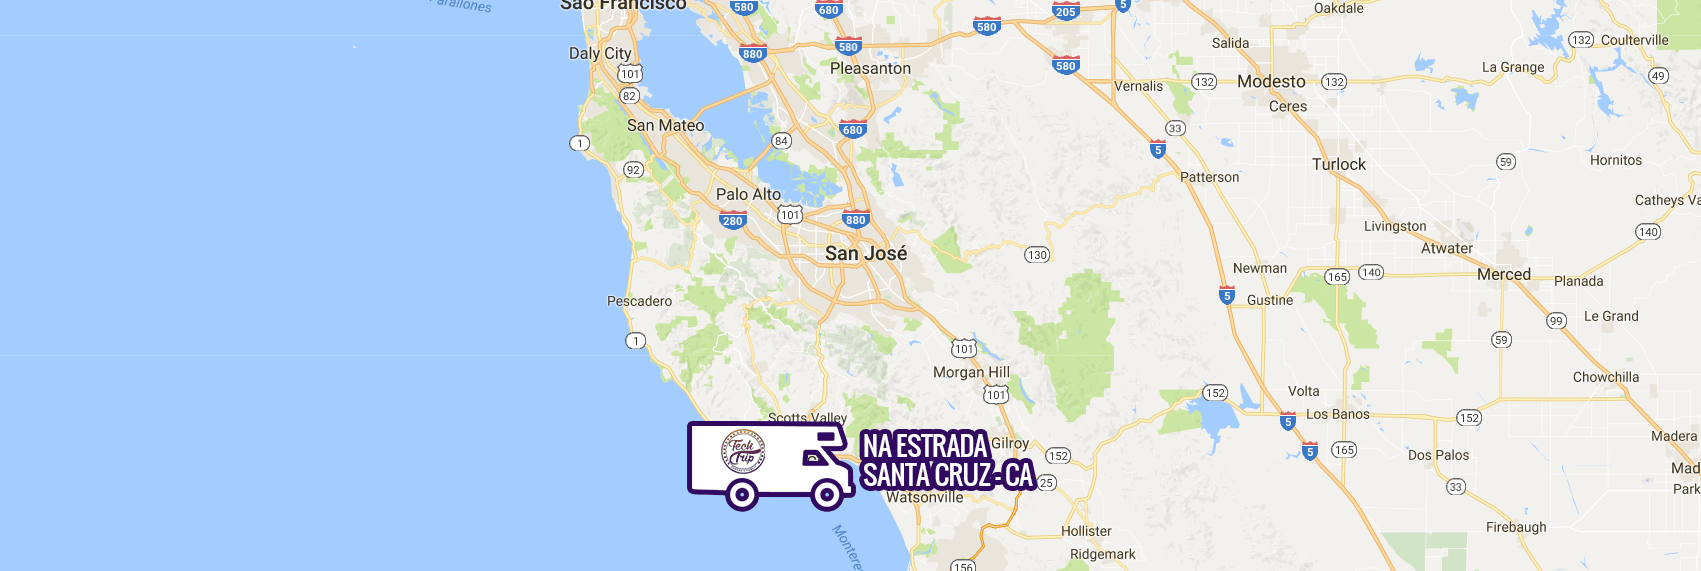 Farallones
São Francisco
580
680
205
5
Oakdale
580
132
Coulterville
Daly City
880
580
Salida
101
Pleasanton
580
La Grange
49
82
Vernalis
132
Modesto
132
Ceres
San Mateo
680
33
1
84
5
Turlock
59
Hornitos
92
Patterson
Palo Alto
Catheys Va
280
101
880
Livingston
140
San José
130
Atwater
Newman
165
140
Merced
Planada
Pescadero
5
Gustine
Le Grand
99
1
101
59
Morgan Hill
Chowchilla
101
152
Volta
Scotts Valley
5
Los Banos
152
Tech
Trip
NA ESTRADA
SANTA CRUZ - CA
Gilroy
152
5
165
Dos Palos
Madera
Mad
Park
25
33
Watsonville
Montere
Hollister
Firebaugh
Ridgemark
156